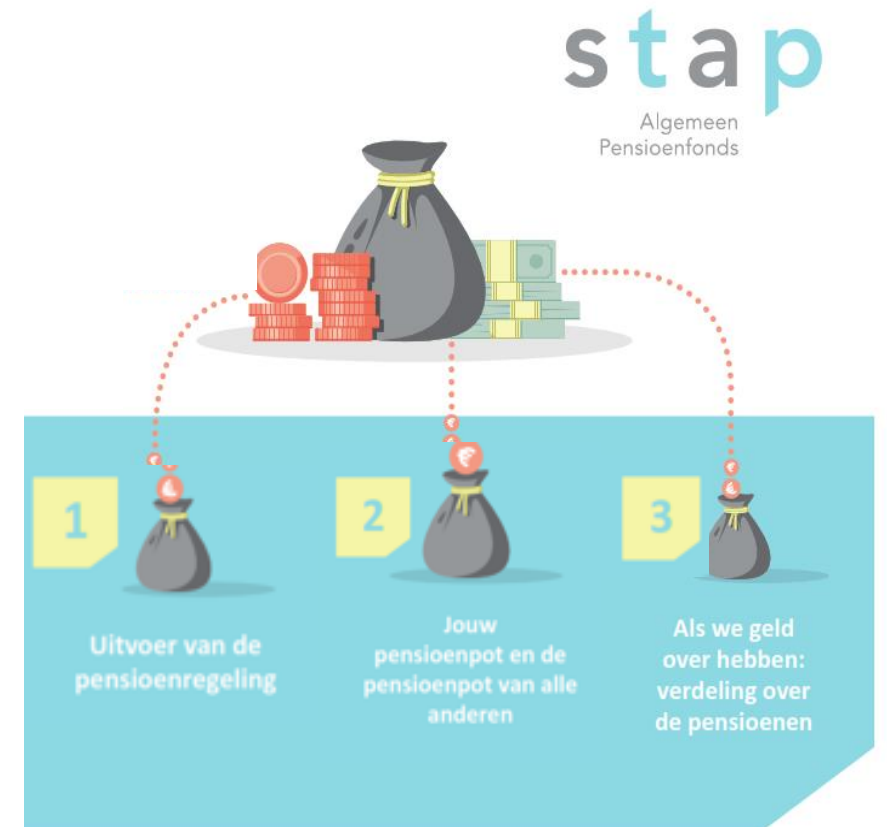 stap
Algemeen
Pensioenfonds
1
Uitvoer van de
pensioenregeling
2
Jouw
pensioenpot en de
pensioenpot van alle
anderen
3
Als we geld
over hebben:
verdeling over
de pensioenen